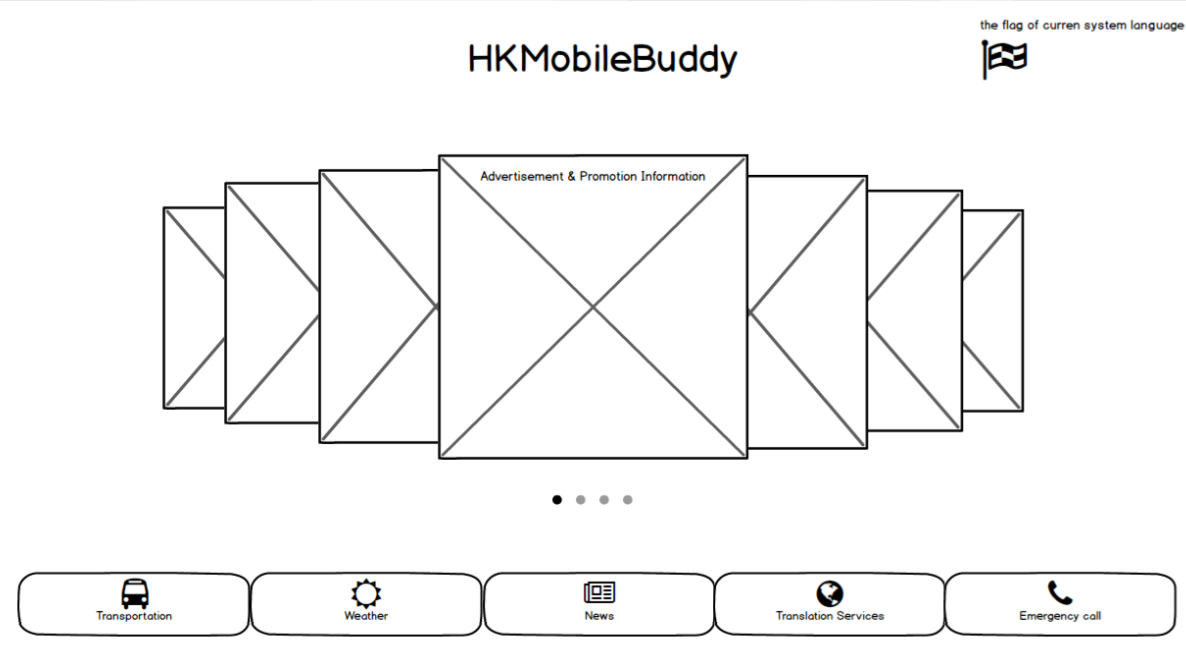 the flag of curren system language
HKMobileBuddy
Advertisement & Promotion Information
Transportation
Weather
News
Translation Services
Emergency call